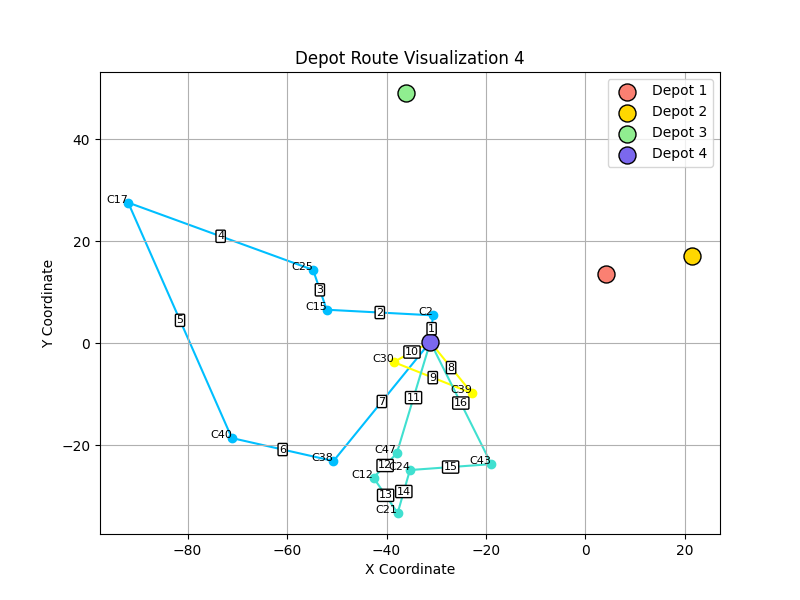 Depot Route Visualization 4
Depot 1
Depot 2
Depot 3
Depot 4
Y Coordinate
40
20
0
−20
C17
4
C25
3
C15
2
C2
1
5
10
C30
8
9
C39
7
11
16
C40
6
C38
C47
12
C24
15
C43
C12
13
14
C21
−80
−60
−40
−20
0
20
X Coordinate